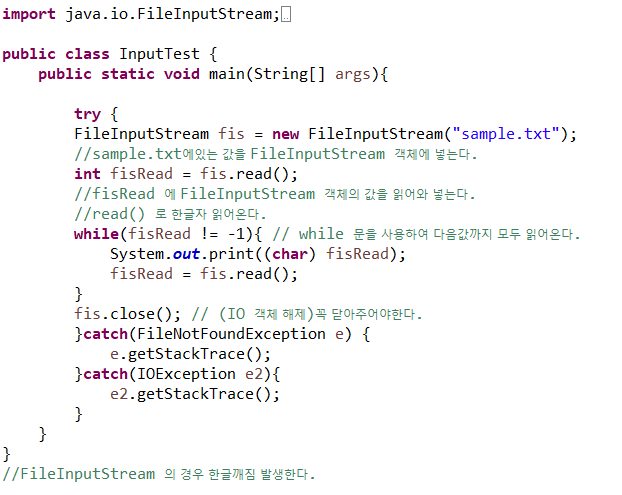 import java.io.FileInputStream;
public class InputTest {
public static void main(String[] args){
try {
FileInputStream fis = new FileInputStream("sample.txt");
//sample.txt에있는 값을 FileInputStream 객체에 넣는다.
int fisRead = fis.read();
//fisRead 에 FileInputStream 객체의 값을 읽어와 넣는다.
//read() 로 한글자 읽어온다.
while(fisRead != -1){ // while 문을 사용하여 다음값까지 모두 읽어온다.
System.out.print((char) fisRead);
fisRead = fis.read();
}
fis.close(); // (IO 객체 해제)꼭 닫아주어야한다.
}catch(FileNotFoundException e) {
e.getStackTrace();
}catch(IOException e2){
e2.getStackTrace();
}
}
}
//FileInputStream 의 경우 한글깨짐 발생한다.